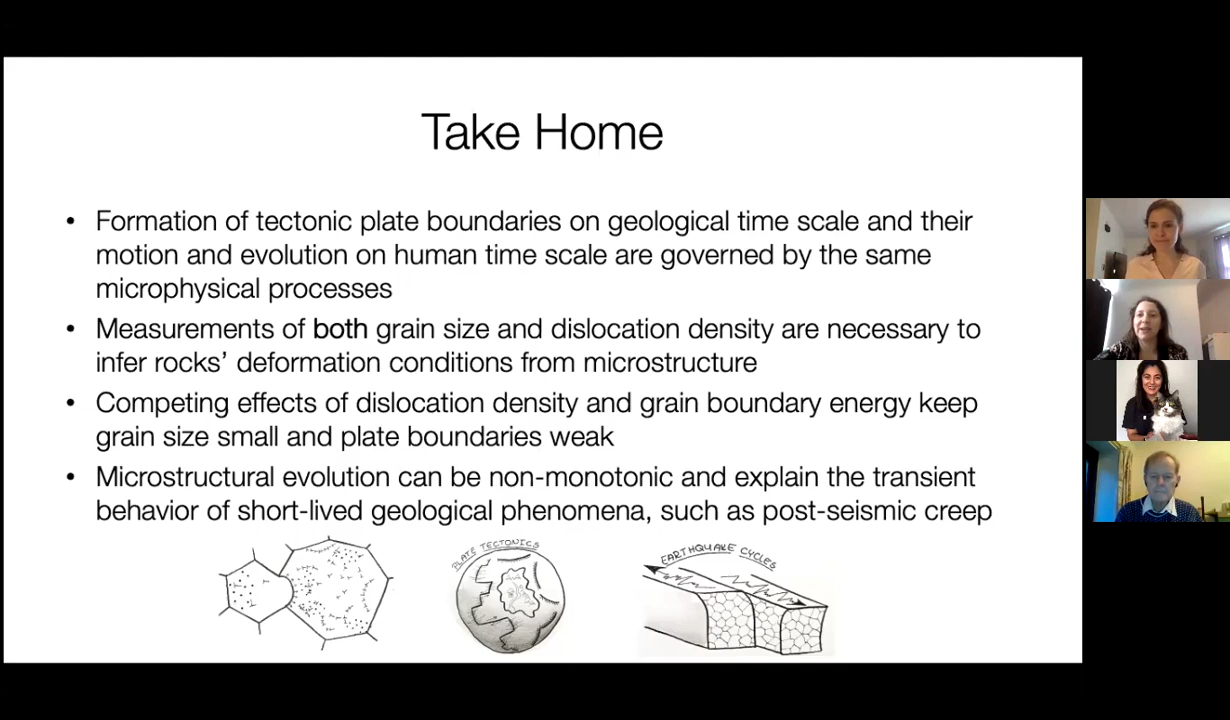 Take Home
• Formation of tectonic plate boundaries on geological time scale and their
motion and evolution on human time scale are governed by the same
microphysical processes
• Measurements of both grain size and dislocation density are necessary to
infer rocks’ deformation conditions from microstructure
• Competing effects of dislocation density and grain boundary energy keep
grain size small and plate boundaries weak
• Microstructural evolution can be non-monotonic and explain the transient
behavior of short-lived geological phenomena, such as post-seismic creep
PLATE TECTONICS
EARTHQUAKE CYCLES